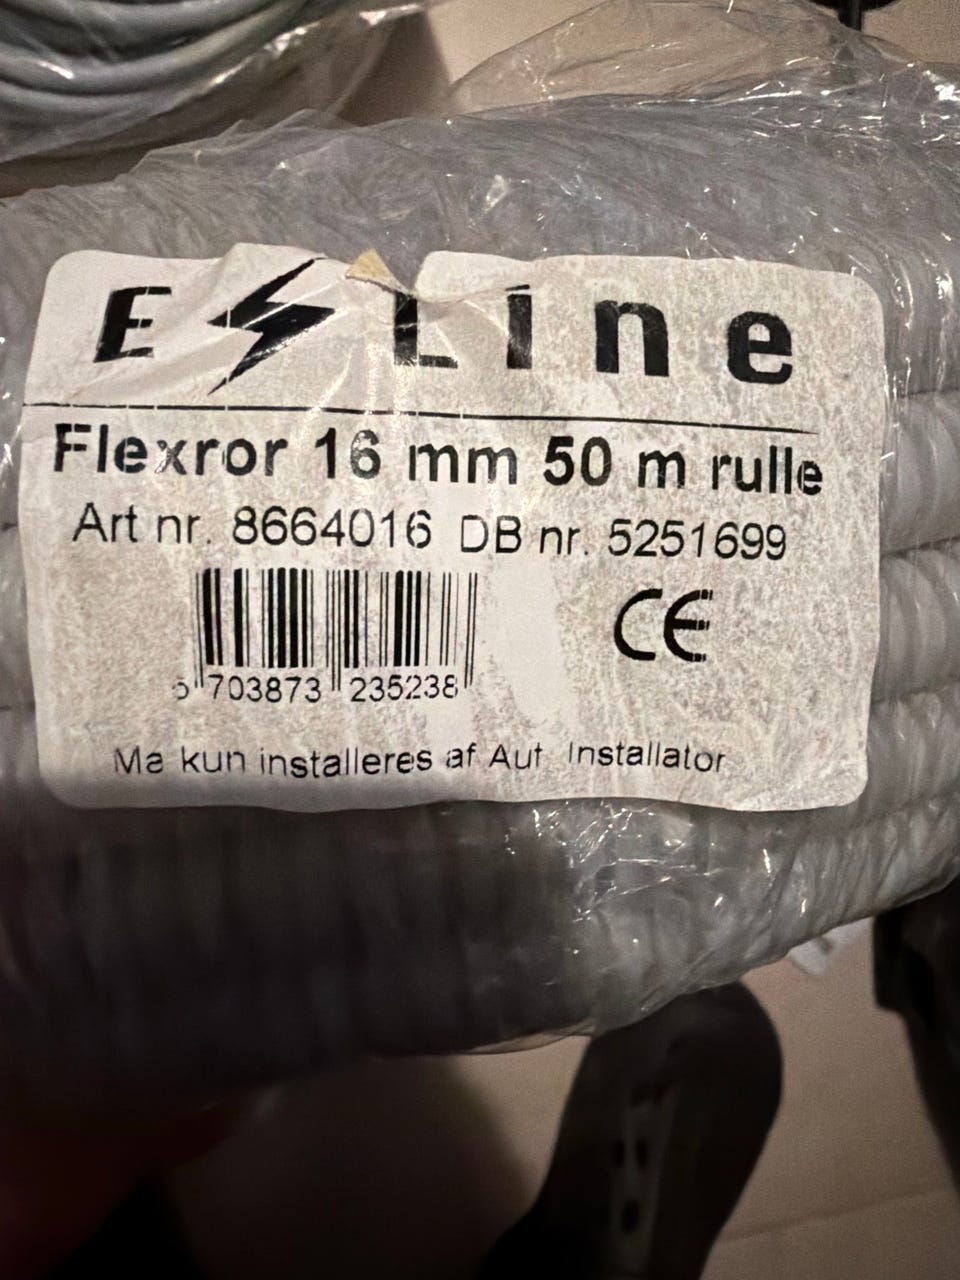 E Line
Flexror 16 mm 50 m rulle
Art nr. 8664016 DB nr. 5251699
CE
5 703873 235238
Ma kun installeres af Aut Installator